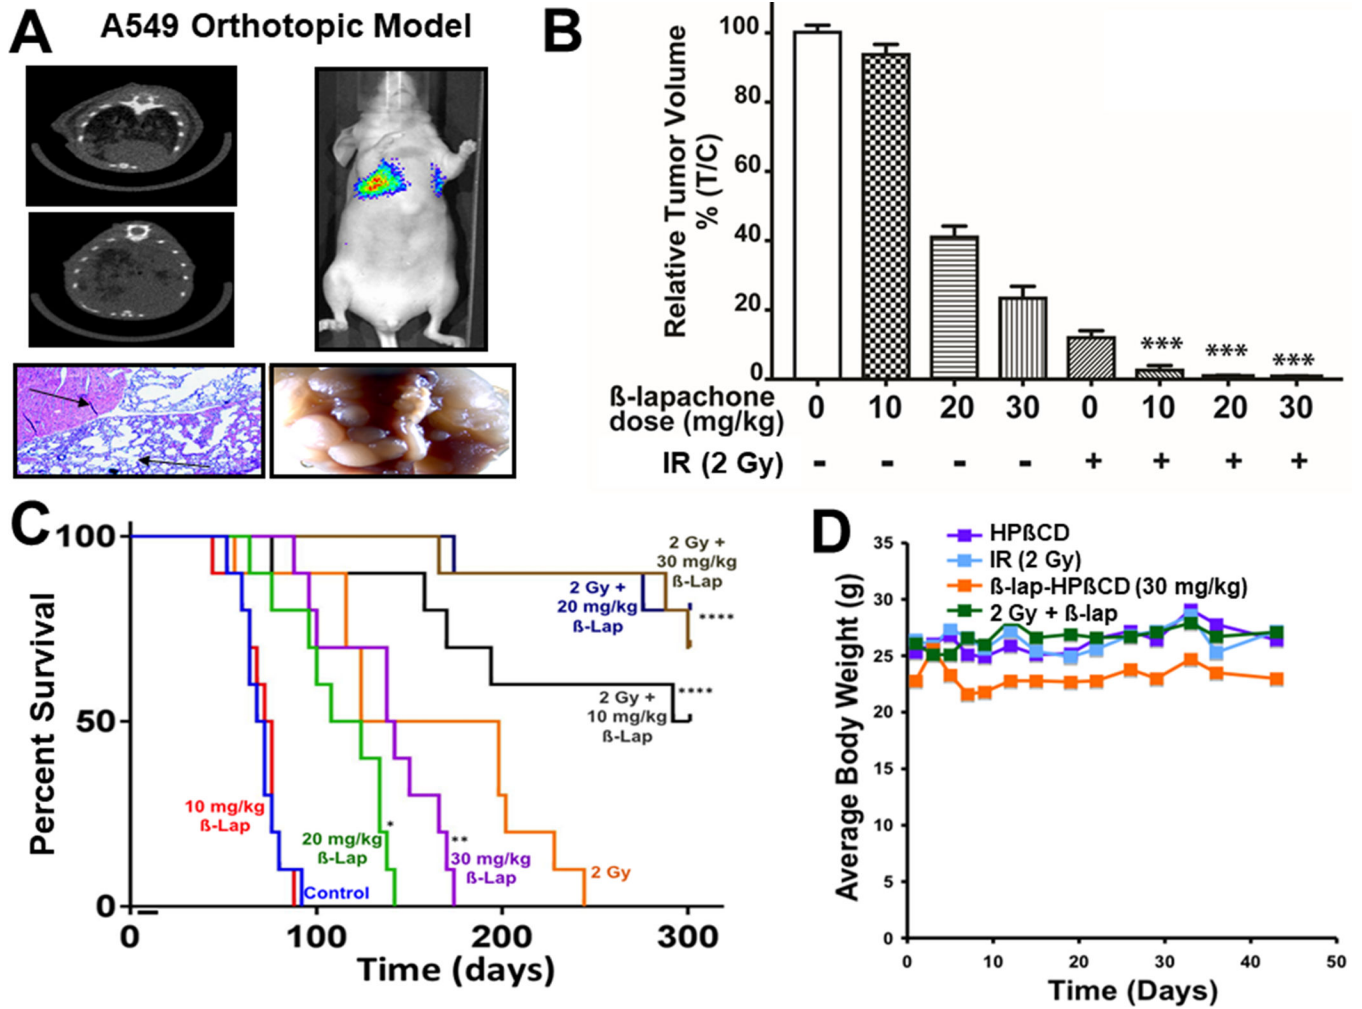 A
A549 Orthotopic Model
B
Relative Tumor Volume
% (T/C)
100
80
60
40
20
0
***
***
***
ß-lapachone
dose (mg/kg)
0 10 20 30 0 10 20 30
IR (2 Gy)
- - - - + + + +
C
Percent Survival
100
50
0
0 100 200 300
Time (days)
10 mg/kg
ß-Lap
Control
20 mg/kg
ß-Lap
*
**
30 mg/kg
ß-Lap
2 Gy
2 Gy +
10 mg/kg
ß-Lap
****
2 Gy +
20 mg/kg
ß-Lap
2 Gy +
30 mg/kg
ß-Lap
****
D
HPßCD
IR (2 Gy)
ß-lap-HPßCD (30 mg/kg)
2 Gy + ß-lap
Average Body Weight (g)
35
30
25
20
15
10
5
0
0 10 20 30 40 50
Time (Days)